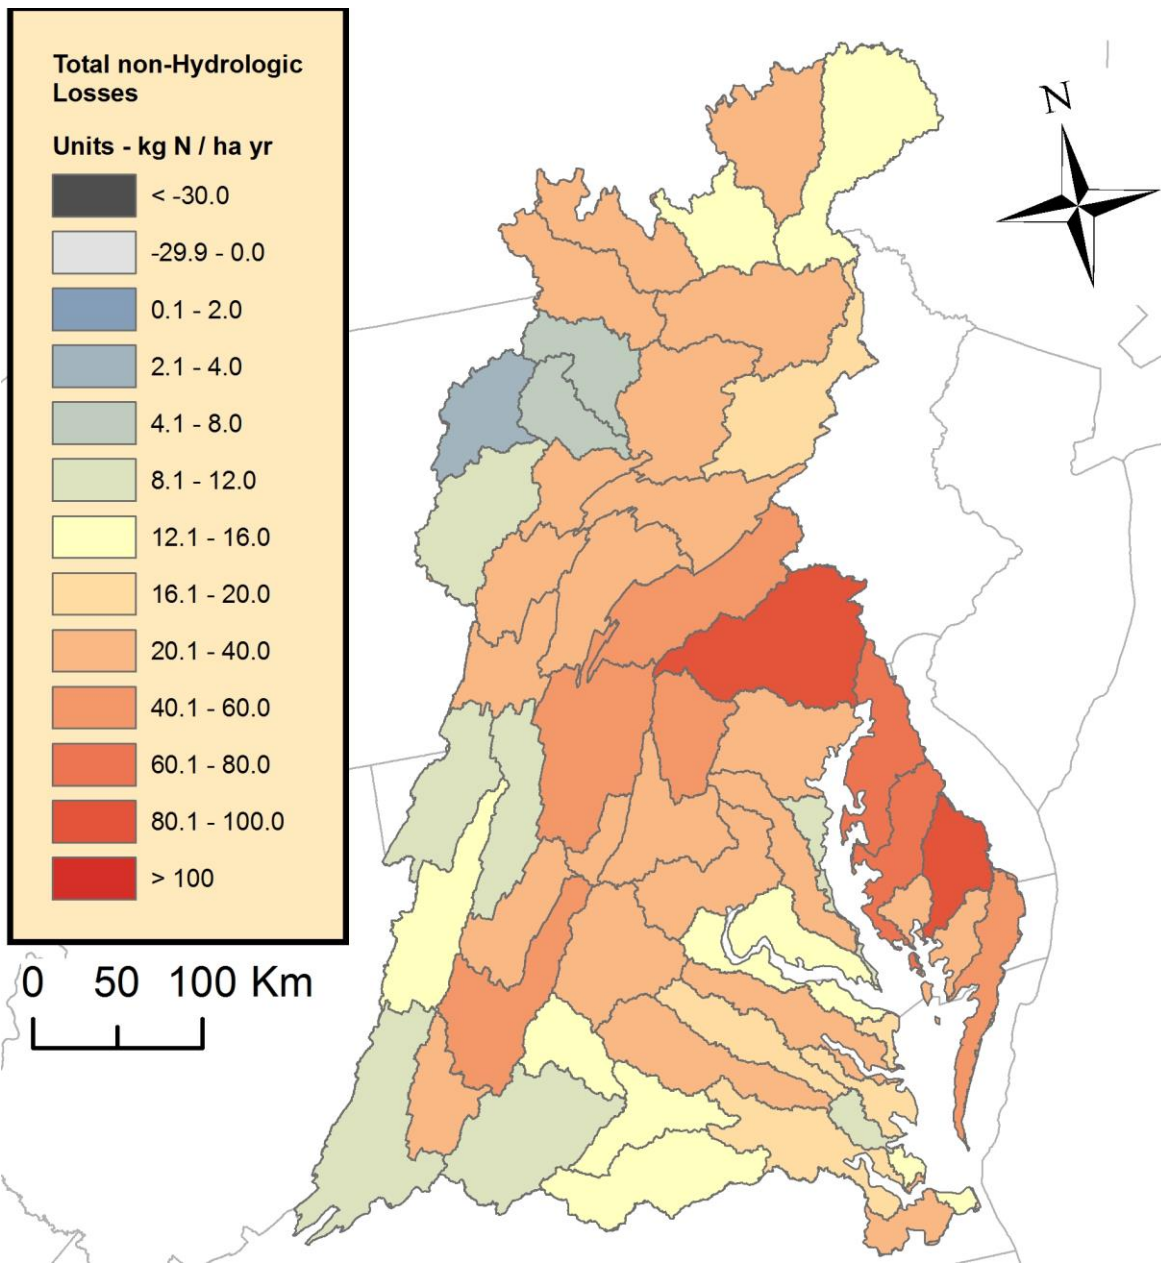 Total non-Hydrologic
Losses
Units - kg N / ha yr
< -30.0
-29.9 - 0.0
0.1 - 2.0
2.1 - 4.0
4.1 - 8.0
8.1 - 12.0
12.1 - 16.0
16.1 - 20.0
20.1 - 40.0
40.1 - 60.0
60.1 - 80.0
80.1 - 100.0
> 100
N
0 50 100 Km